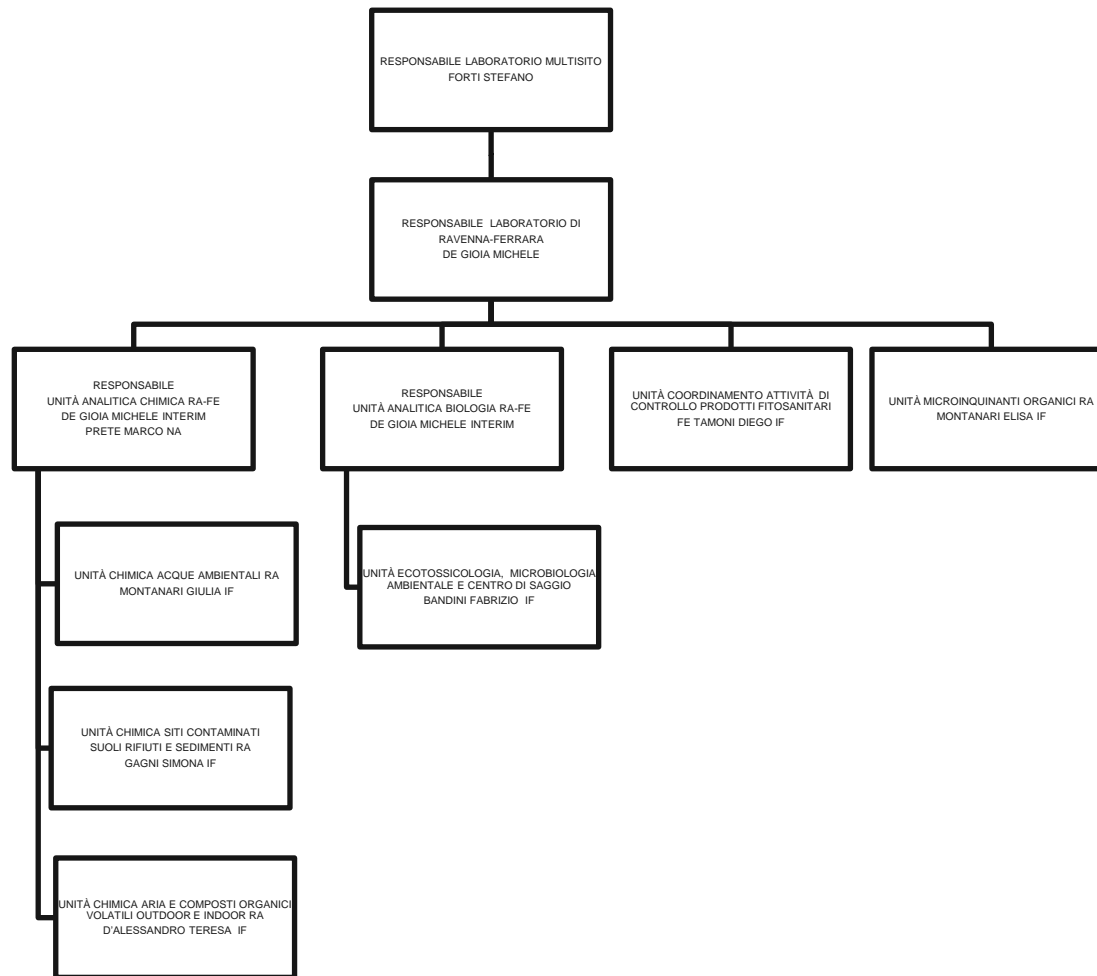 RESPONSABILE LABORATORIO MULTISITO
FORTI STEFANO
RESPONSABILE LABORATORIO DI
RAVENNA-FERRARA
DE GIOIA MICHELE
RESPONSABILE
UNITÀ ANALITICA CHIMICA RA-FE
DE GIOIA MICHELE INTERIM
PRETE MARCO NA
RESPONSABILE
UNITÀ ANALITICA BIOLOGIA RA-FE
DE GIOIA MICHELE INTERIM
UNITÀ COORDINAMENTO ATTIVITÀ DI
CONTROLLO PRODOTTI FITOSANITARI
FE TAMONI DIEGO IF
UNITÀ MICROINQUINANTI ORGANICI RA
MONTANARI ELISA IF
UNITÀ CHIMICA ACQUE AMBIENTALI RA
MONTANARI GIULIA IF
UNITÀ ECOTOSSICOLOGIA, MICROBIOLOGIA
AMBIENTALE E CENTRO DI SAGGIO
BANDINI FABRIZIO IF
UNITÀ CHIMICA SITI CONTAMINATI
SUOLI RIFIUTI E SEDIMENTI RA
GAGNI SIMONA IF
UNITÀ CHIMICA ARIA E COMPOSTI ORGANICI
VOLATILI OUTDOOR E INDOOR RA
D'ALESSANDRO TERESA IF